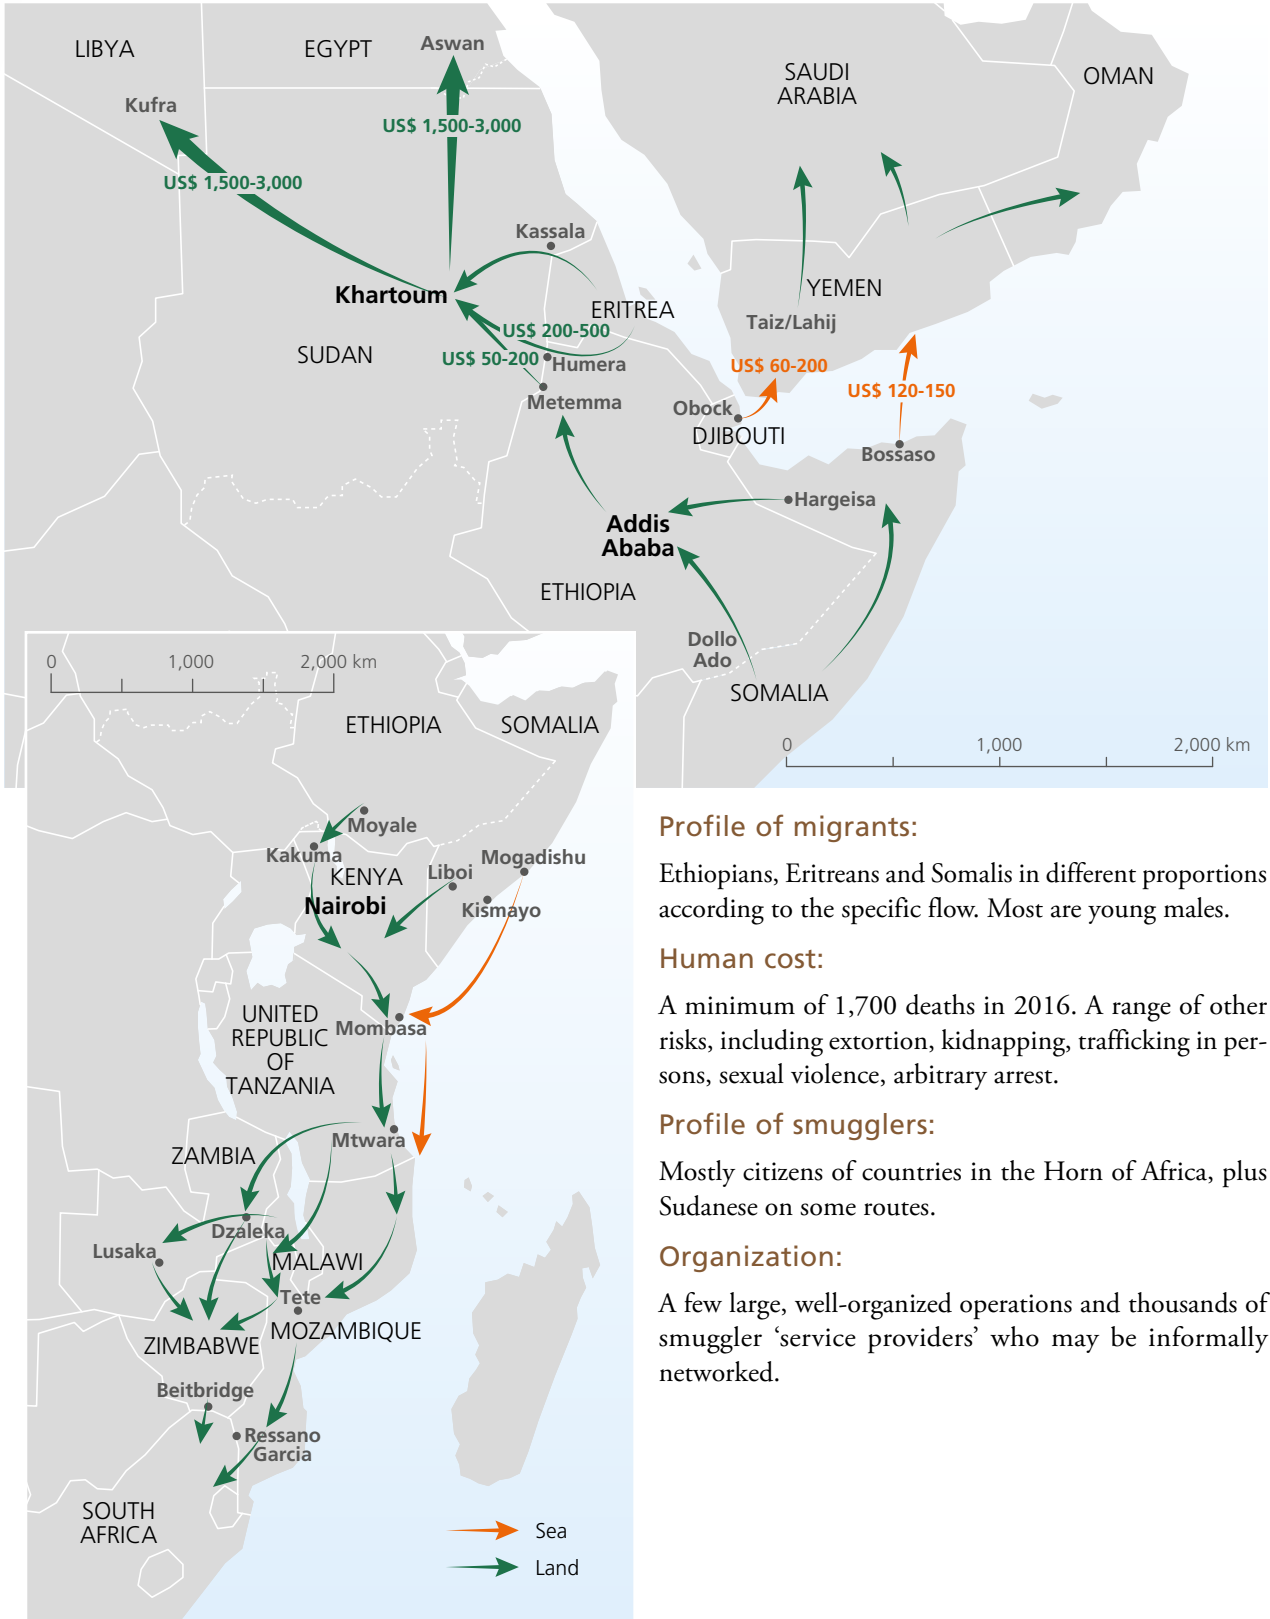 LIBYA
EGYPT
Aswan
SAUDI
ARABIA
OMAN
Kufra
US$ 1,500-3,000
US$ 1,500-3,000
Kassala
Khartoum
ERITREA
YEMEN
Taiz/Lahij
US$ 200-500
SUDAN
US$ 50-200
Humera
US$ 60-200
US$ 120-150
Metemma
Obock
DJIBOUTI
Bossaso
Hargeisa
Addis
Ababa
ETHIOPIA
Dollo
Ado
SOMALIA
0 1,000 2,000 km
0 1,000 2,000 km
ETHIOPIA
SOMALIA
Moyale
Kakuma
KENYA
Liboi
Mogadishu
Nairobi
Kismayo
UNITED
REPUBLIC
OF
TANZANIA
Mombasa
Mtwara
ZAMBIA
Dzaleka
Lusaka
MALAWI
Tete
MOZAMBIQUE
ZIMBABWE
Beitbridge
Ressano
Garcia
SOUTH
AFRICA
Sea
Land
Profile of migrants:
Ethiopians, Eritreans and Somalis in different proportions
according to the specific flow. Most are young males.
Human cost:
A minimum of 1,700 deaths in 2016. A range of other
risks, including extortion, kidnapping, trafficking in per-
sons, sexual violence, arbitrary arrest.
Profile of smugglers:
Mostly citizens of countries in the Horn of Africa, plus
Sudanese on some routes.
Organization:
A few large, well-organized operations and thousands of
smuggler ‘service providers’ who may be informally
networked.